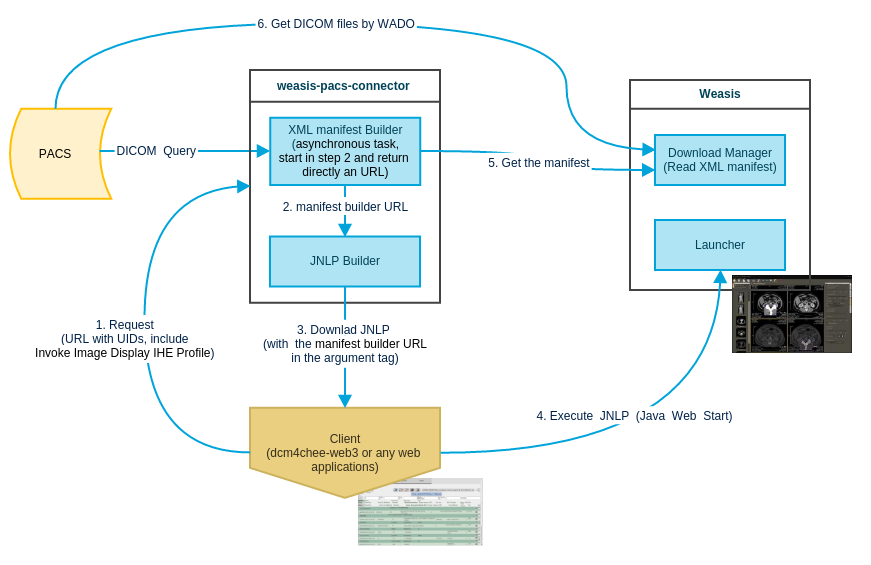 6. Get DICOM files by WADO
weasis-pacs-connector
Weasis
PACS
DICOM Query
XML manifest Builder
(asynchronous task,
start in step 2 and return
directly an URL)
5. Get the manifest
Download Manager
(Read XML manifest)
2. manifest builder URL
JNLP Builder
Launcher
1. Request
(URL with UIDs, include
Invoke Image Display IHE Profile)
3. Downlad JNLP
(with the manifest builder URL
in the argument tag)
4. Execute JNLP (Java Web Start)
Client
(dcm4chee-web3 or any web
applications)